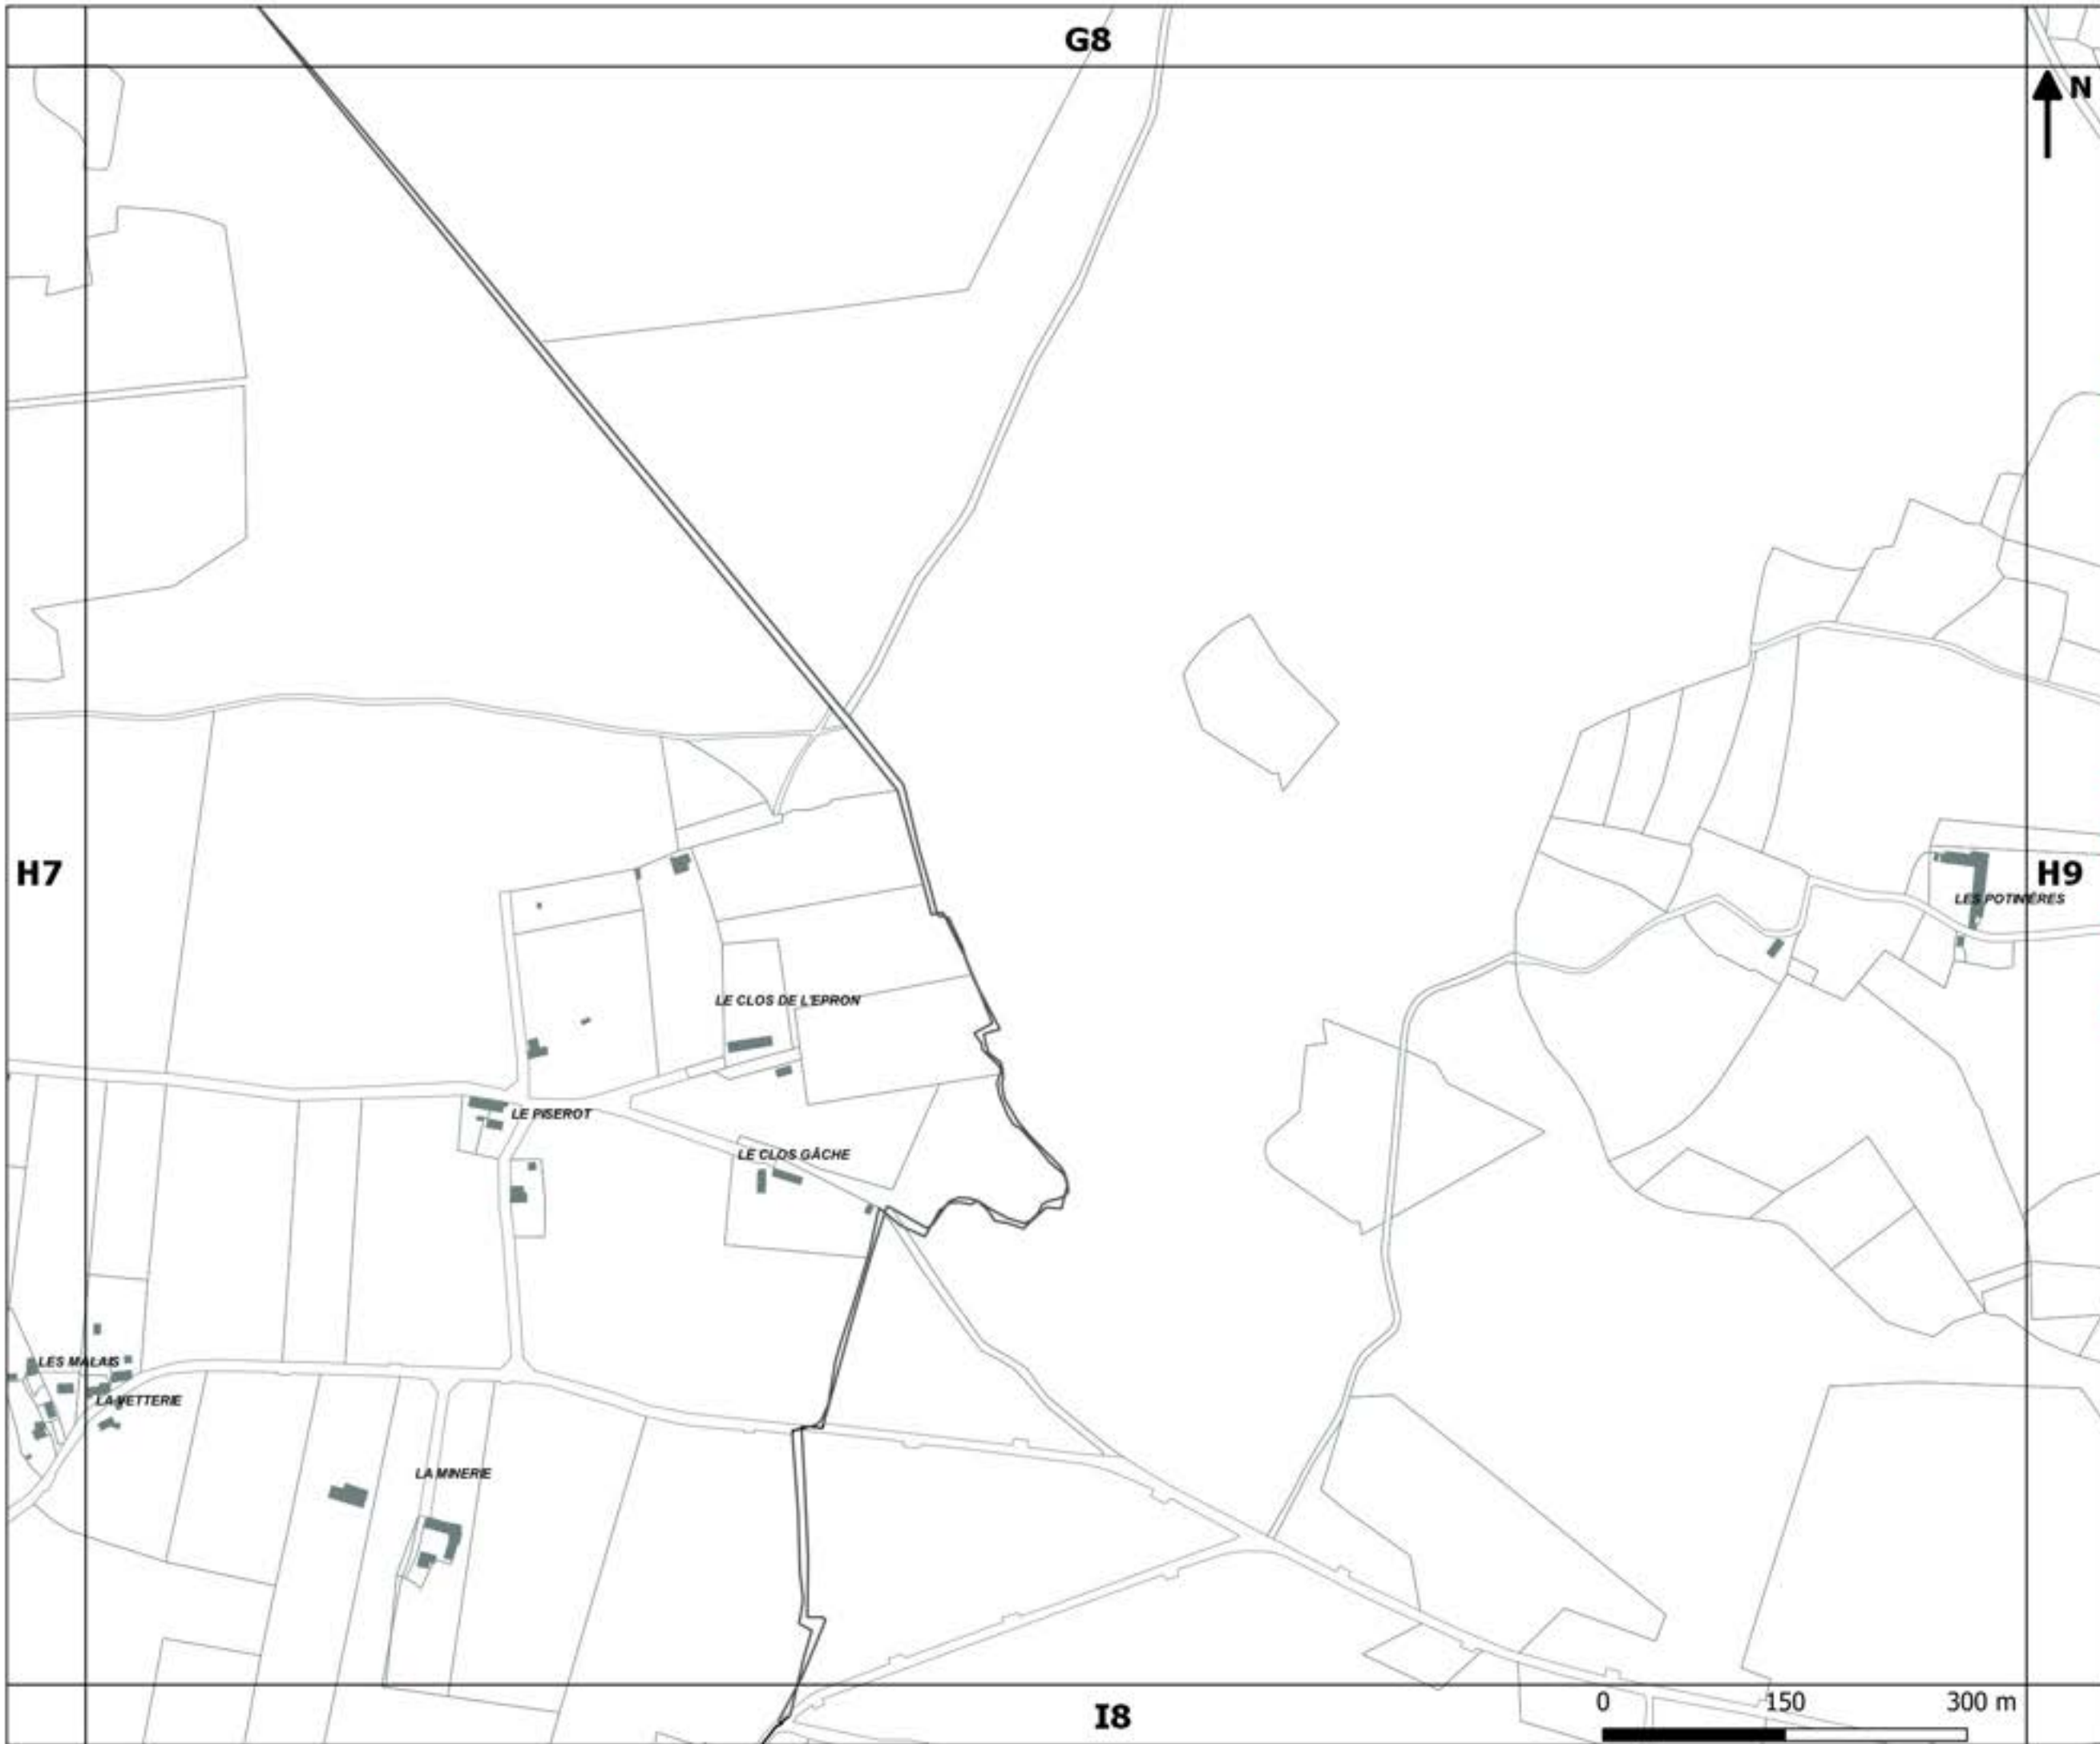 G8
N
H7
H9
LES POTINIÈRES
LE CLOS DE L'EPRON
LE PISEROT
LE CLOS GÂCHE
LES MALAIS
LA VETTERIE
LA MINERIE
0 150 300 m
I8